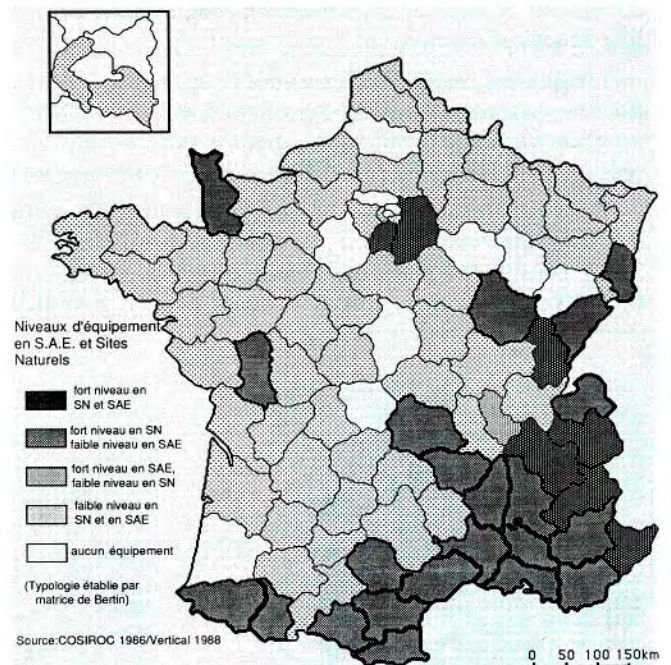 Niveaux d'équipement
en S.A.E. et Sites
Naturels
fort niveau en
SN et SAE
fort niveau en SN
faible niveau en SAE
fort niveau en SAE,
faible niveau en SN
faible niveau en
SN et en SAE
aucun équipement
(Typologie établie par
matrice de Bertin)
Source:COSIROC 1986/Vertical 1988
0 50 100 150km